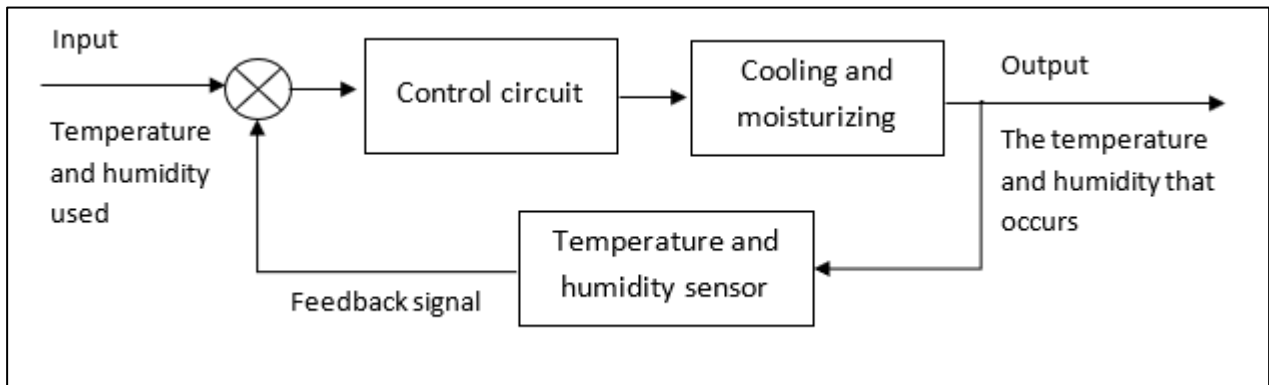 Input
Temperature
and humidity
used
Control circuit
Cooling and
moisturizing
Output
The temperature
and humidity that
occurs
Temperature and
humidity sensor
Feedback signal